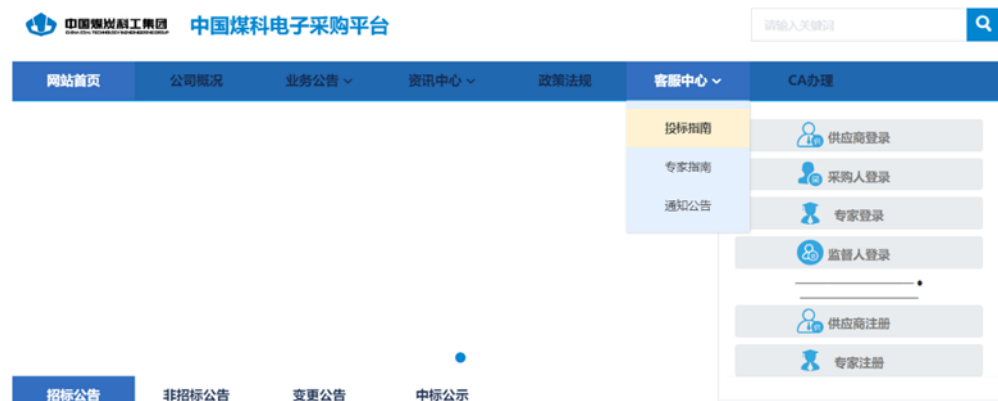 中国煤炭科工集团 中国煤科电子采购平台 请输入关键词
网站首页 公司概况 业务公告 资讯中心 政策法规 客服中心 CA办理
投标指南
专家指南
通知公告
供应商登录
采购人登录
专家登录
监督人登录
供应商注册
专家注册
招标公告 非招标公告 变更公告 中标公示